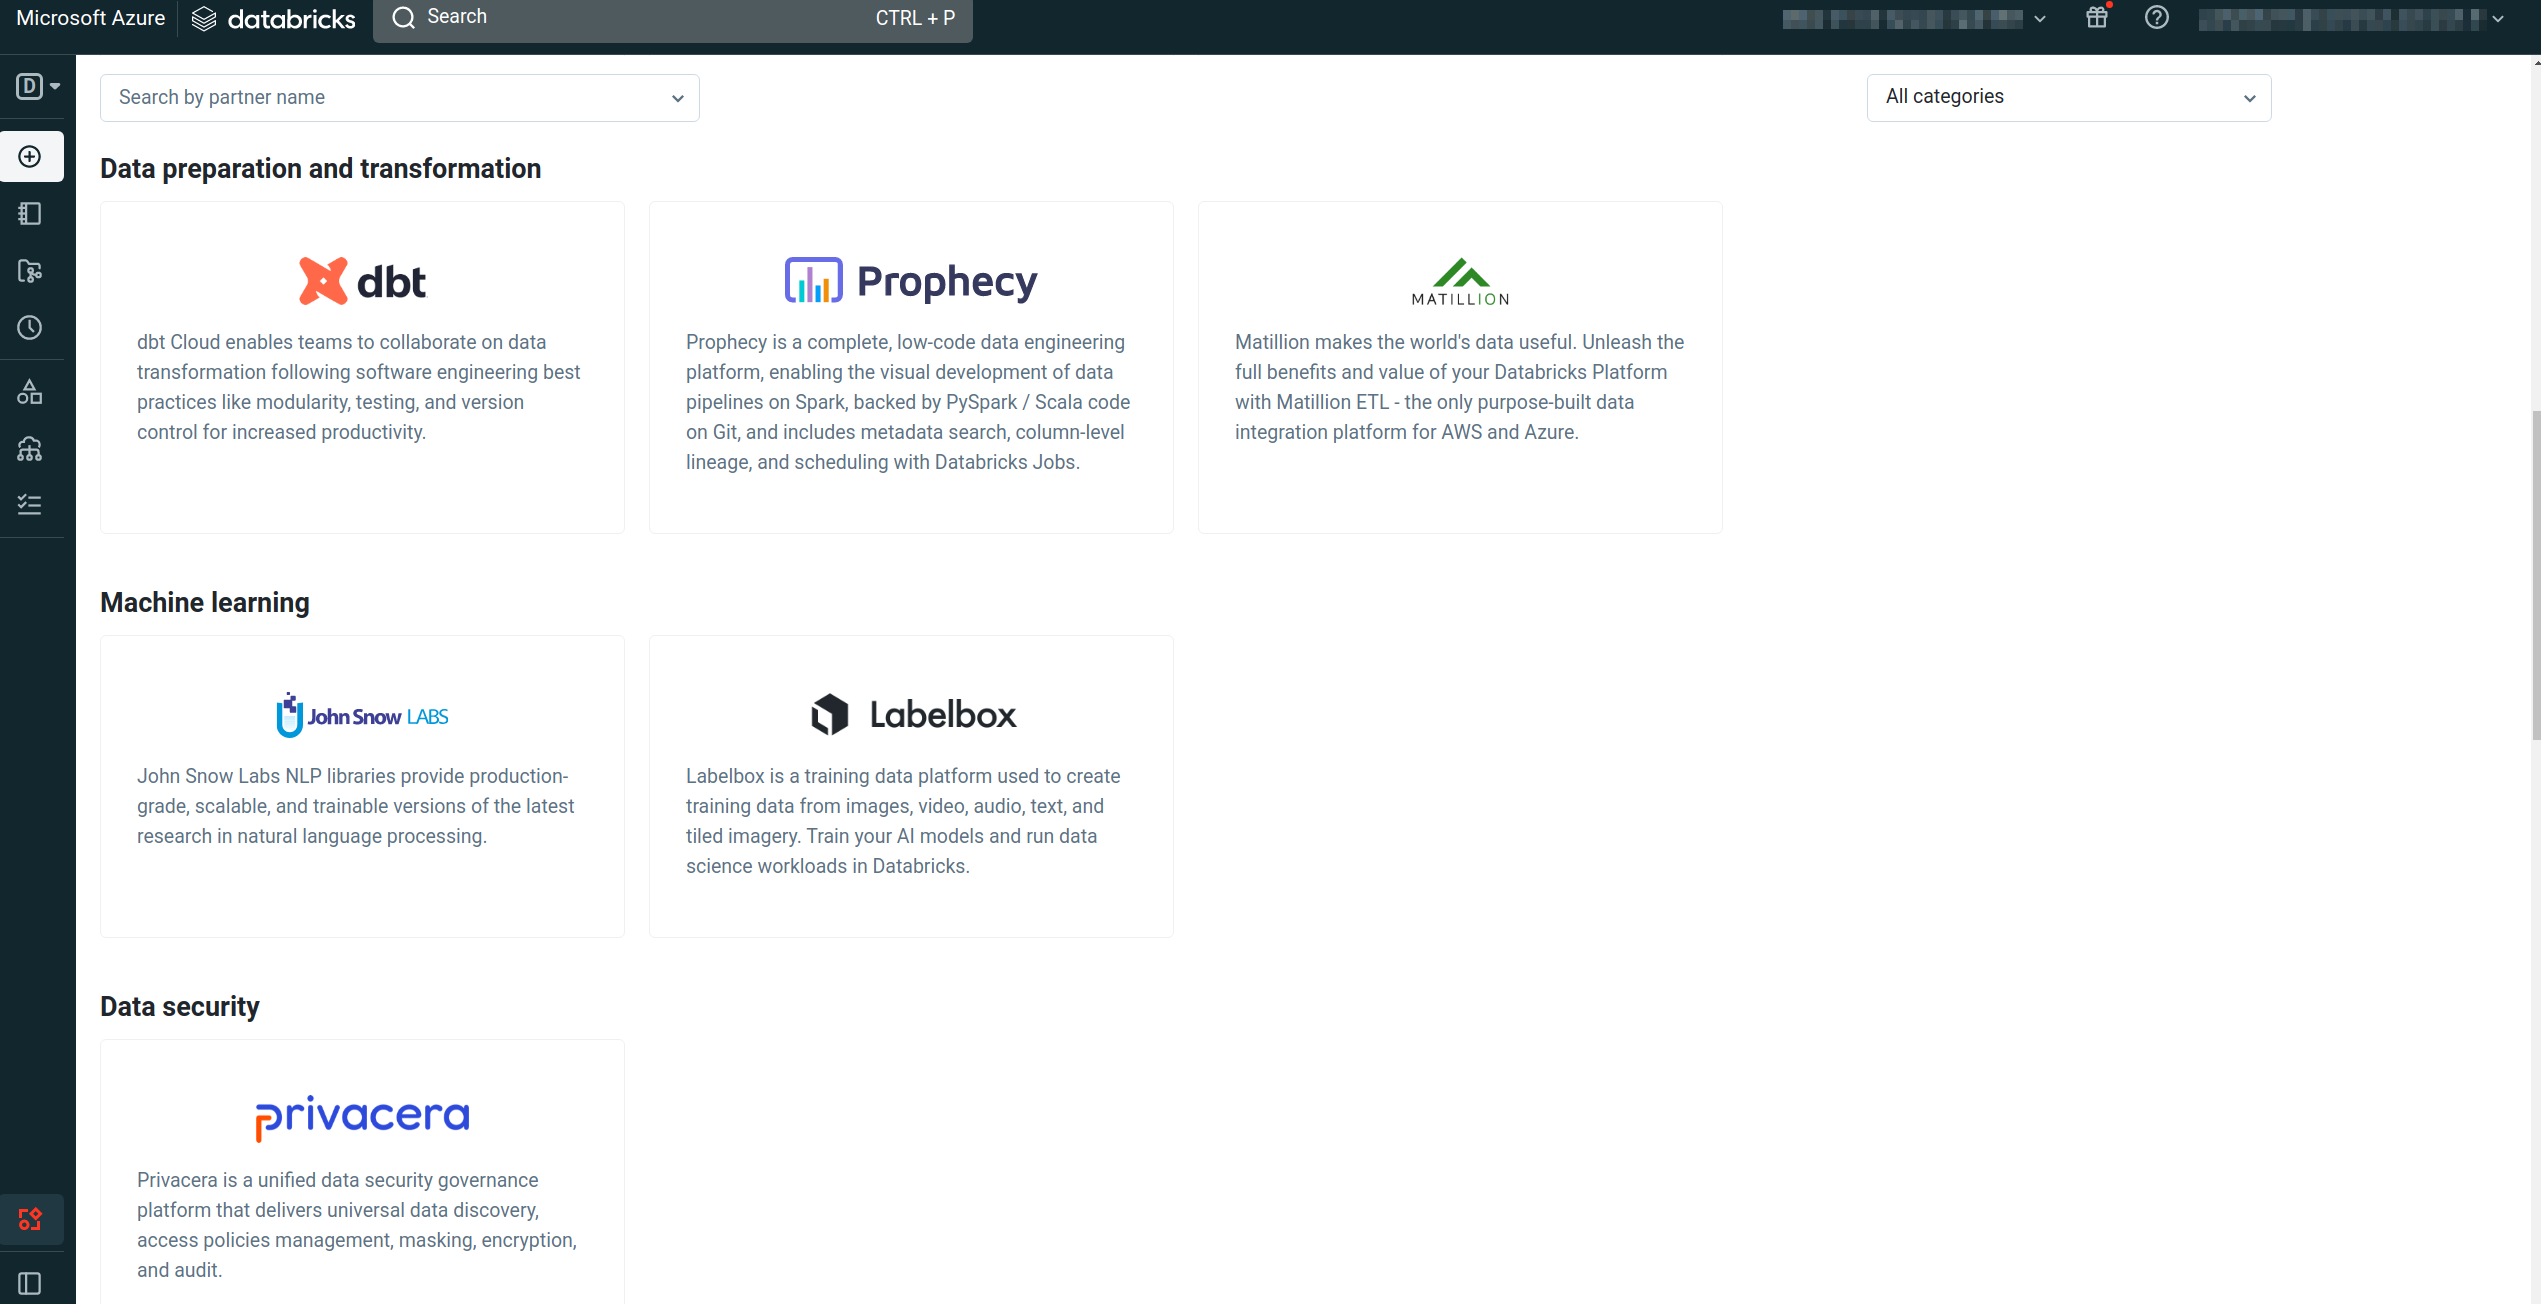 Microsoft Azure databricks Search CTRL + P
D
Search by partner name All categories
Data preparation and transformation
dbt
dbt Cloud enables teams to collaborate on data
transformation following software engineering best
practices like modularity, testing, and version
control for increased productivity.
Prophecy
Prophecy is a complete, low-code data engineering
platform, enabling the visual development of data
pipelines on Spark, backed by PySpark / Scala code
on Git, and includes metadata search, column-level
lineage, and scheduling with Databricks Jobs.
MATILLION
Matillion makes the world's data useful. Unleash the
full benefits and value of your Databricks Platform
with Matillion ETL - the only purpose-built data
integration platform for AWS and Azure.
Machine learning
John Snow LABS
John Snow Labs NLP libraries provide production-
grade, scalable, and trainable versions of the latest
research in natural language processing.
Labelbox
Labelbox is a training data platform used to create
training data from images, video, audio, text, and
tiled imagery. Train your AI models and run data
science workloads in Databricks.
Data security
privacera
Privacera is a unified data security governance
platform that delivers universal data discovery,
access policies management, masking, encryption,
and audit.